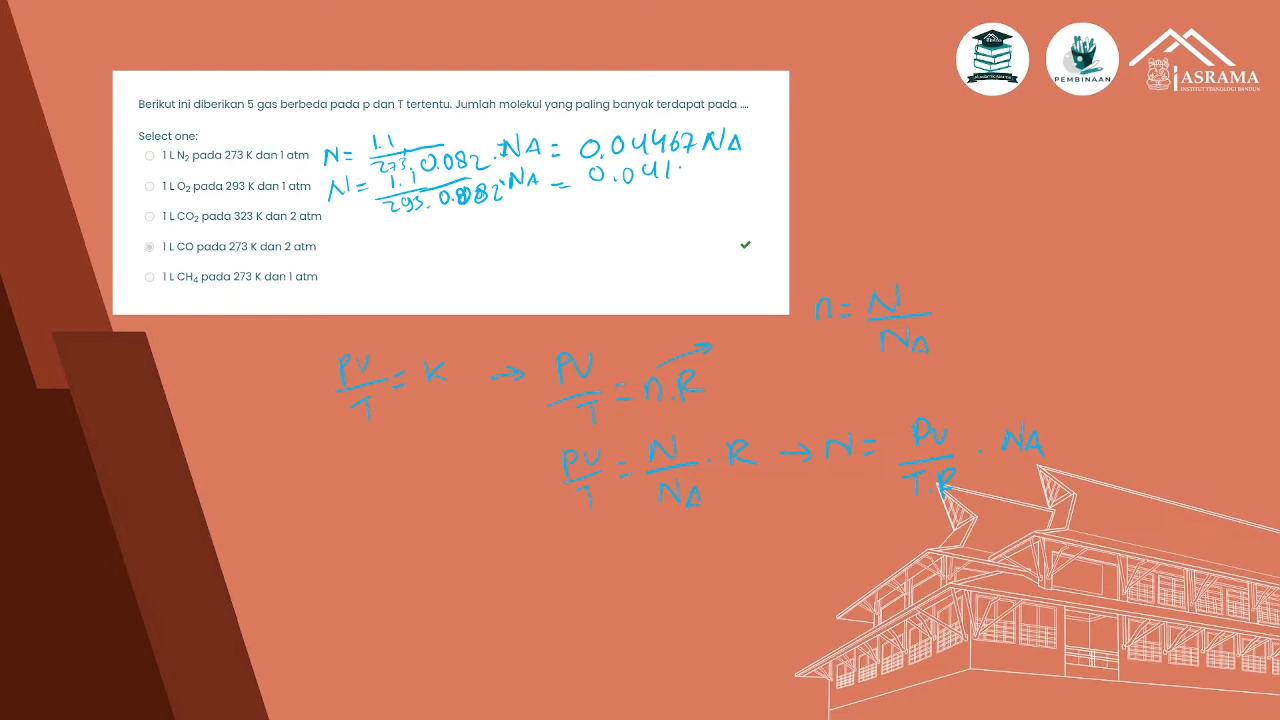 PEMBINAAN
ASRAMA
INSTITUT TEKNOLOGI BANDUN
Berikut ini diberikan 5 gas berbeda pada p dan T tertentu. Jumlah molekul yang paling banyak terdapat pada ....
Select one:
1 L N₂ pada 273 K dan 1 atm
N = 1.1 / 273. 0.082 . NA = 0.04467 NA
1 L O₂ pada 293 K dan 1 atm
N = 1.1 / 293. 0.082 . NA = 0.041
1 L CO₂ pada 323 K dan 2 atm
1 L CO pada 273 K dan 2 atm
1 L CH₄ pada 273 K dan 1 atm
n = N / NA
PV / T = K → PV / T = n.R
PV / T = N / NA . R → N = PV / T.R . NA